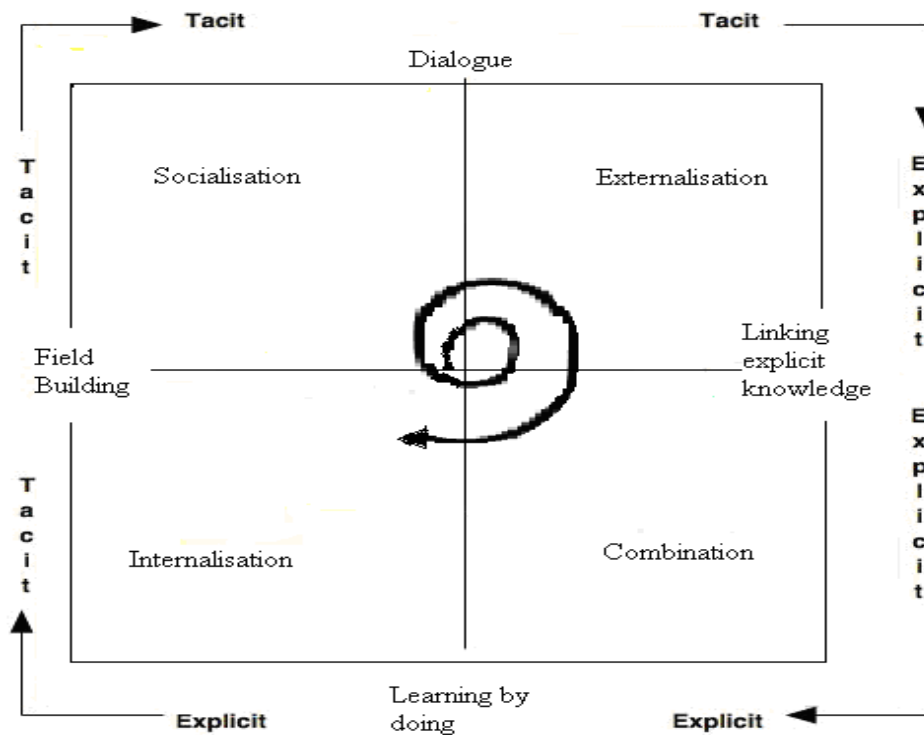 Tacit
Tacit
Dialogue
Tacit
Socialisation
Externalisation
Explicit
Field
Building
Linking
explicit
knowledge
Tacit
Internalisation
Combination
Explicit
Explicit
Learning by
doing
Explicit